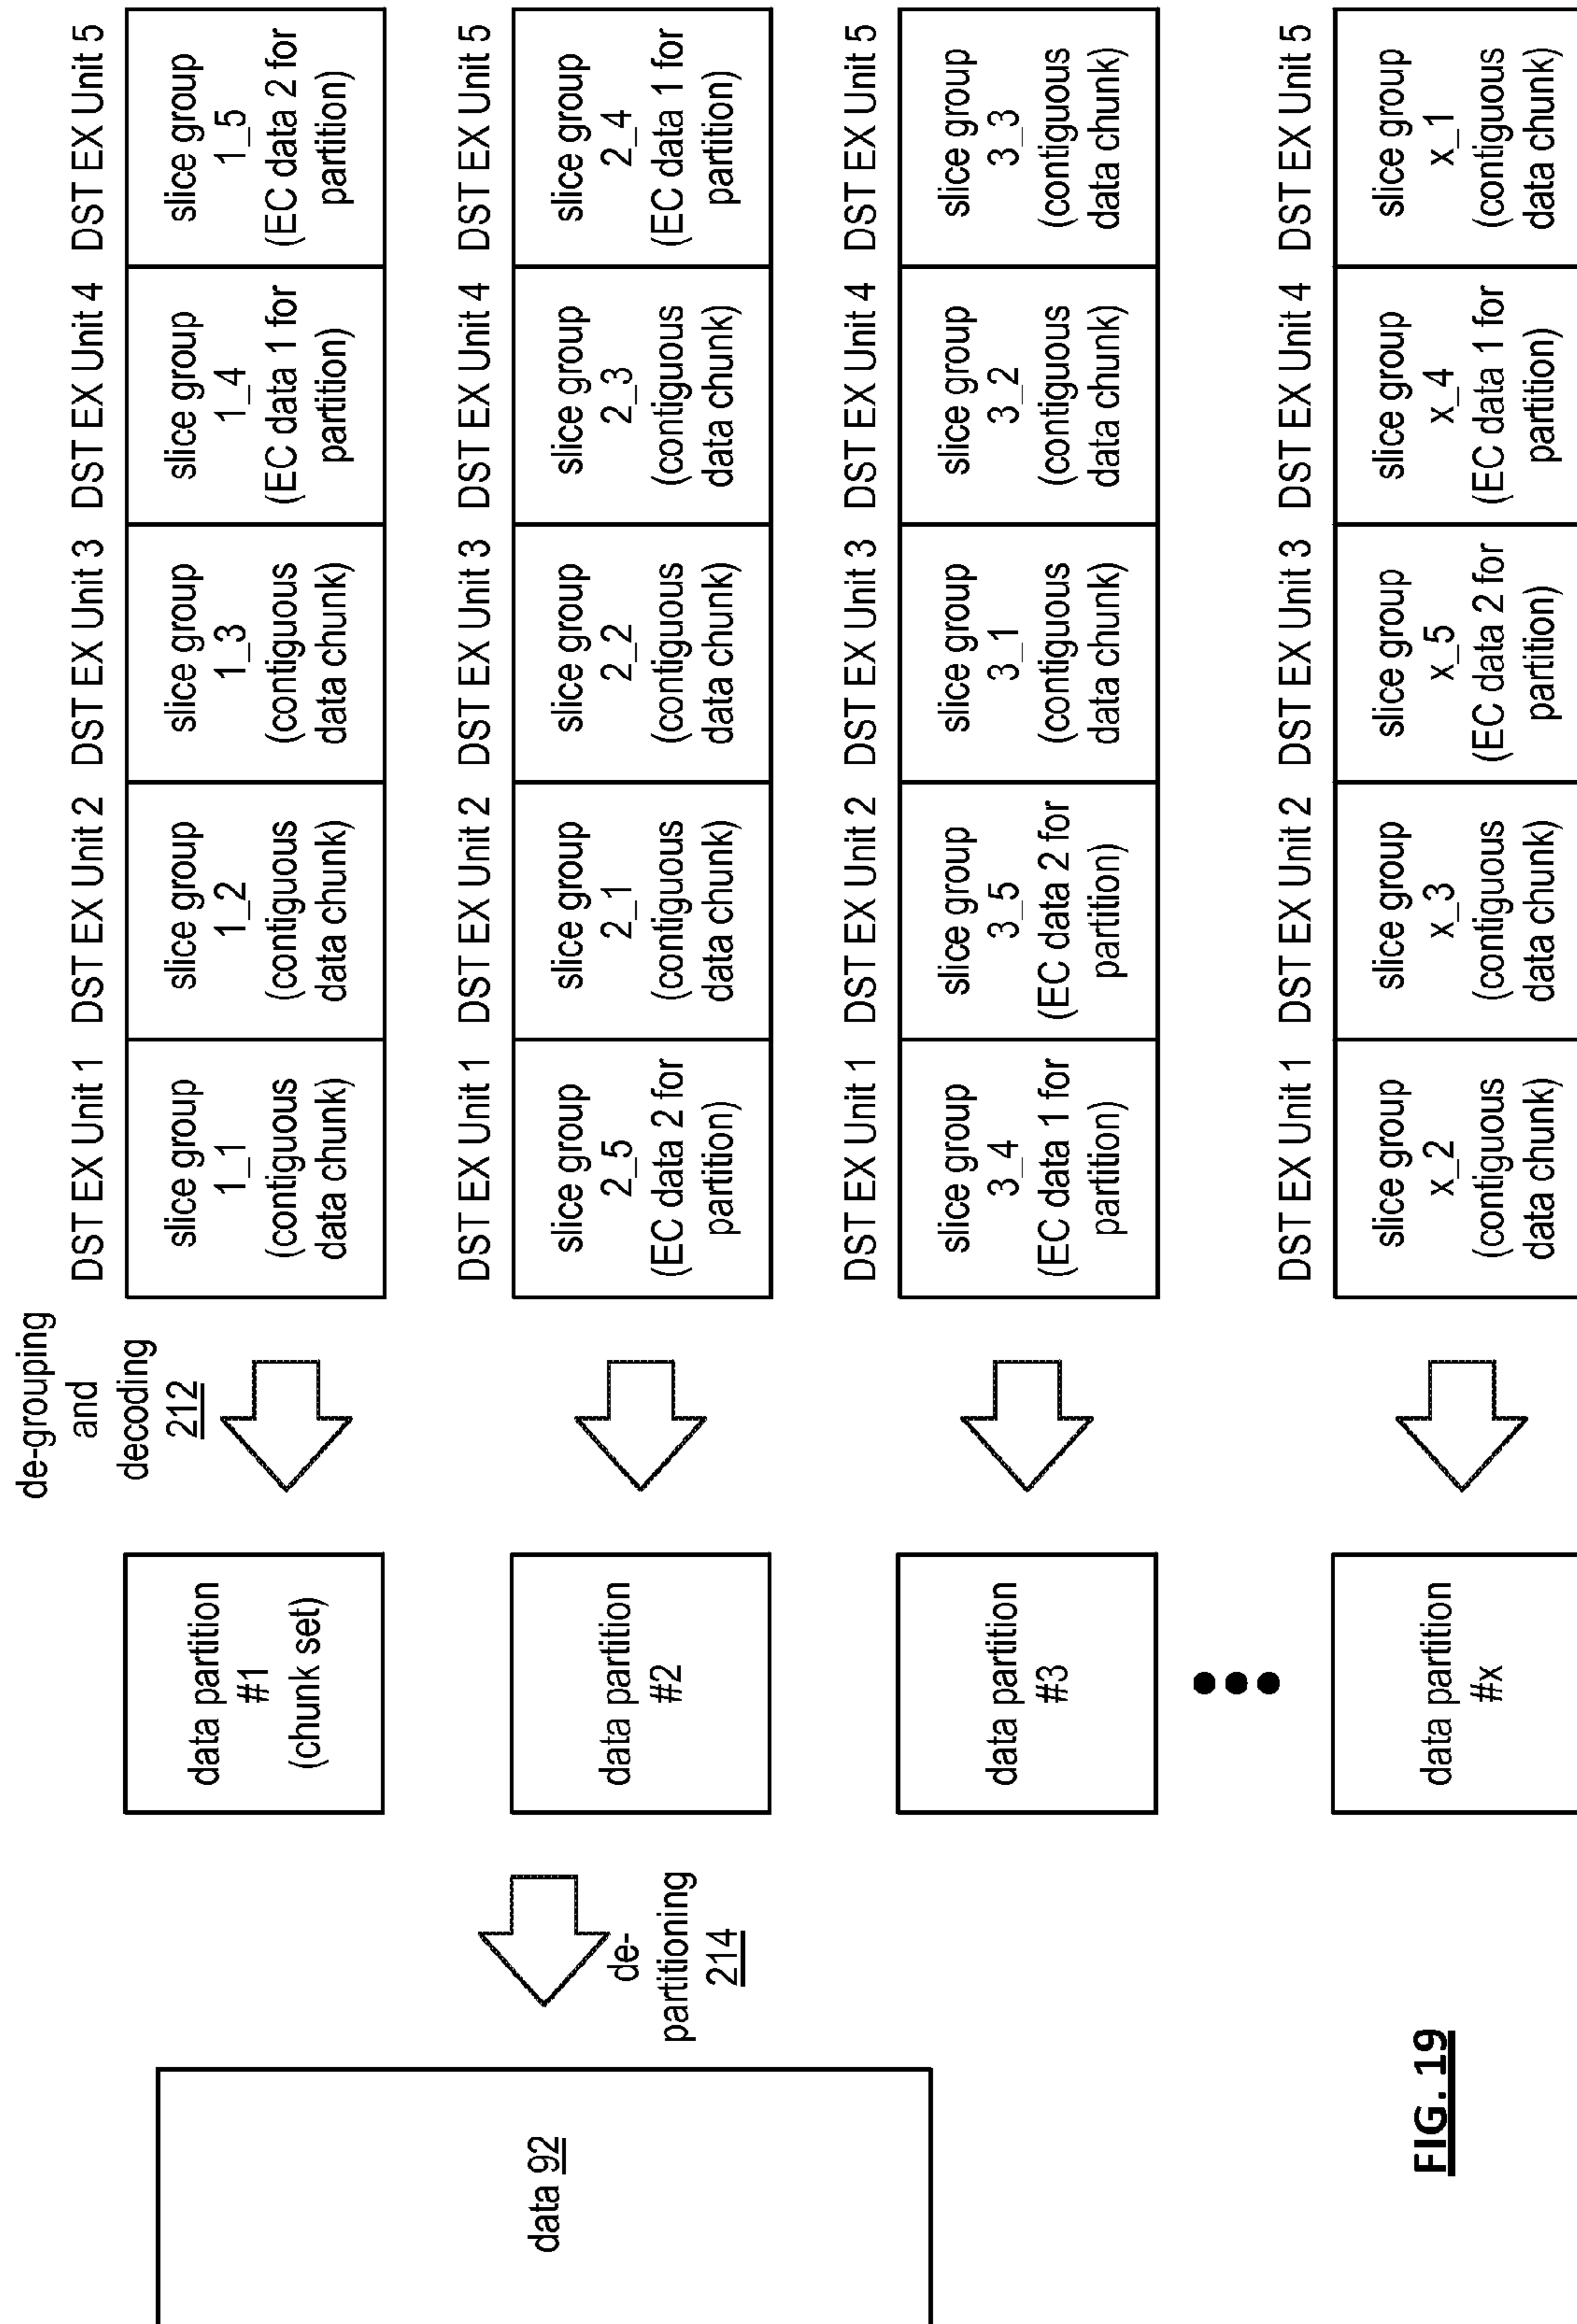 de-grouping
and
decoding
212
DST EX Unit 1 DST EX Unit 2 DST EX Unit 3 DST EX Unit 4 DST EX Unit 5
data partition
#1
(chunk set)
slice group
1_1
(contiguous
data chunk)
slice group
1_2
(contiguous
data chunk)
slice group
1_3
(contiguous
data chunk)
slice group
1_4
(EC data 1 for
partition)
slice group
1_5
(EC data 2 for
partition)
DST EX Unit 1 DST EX Unit 2 DST EX Unit 3 DST EX Unit 4 DST EX Unit 5
data 92
de-
partitioning
214
data partition
#2
slice group
2_5
(EC data 2 for
partition)
slice group
2_1
(contiguous
data chunk)
slice group
2_2
(contiguous
data chunk)
slice group
2_3
(contiguous
data chunk)
slice group
2_4
(EC data 1 for
partition)
DST EX Unit 1 DST EX Unit 2 DST EX Unit 3 DST EX Unit 4 DST EX Unit 5
data partition
#3
slice group
3_4
(EC data 1 for
partition)
slice group
3_5
(EC data 2 for
partition)
slice group
3_1
(contiguous
data chunk)
slice group
3_2
(contiguous
data chunk)
slice group
3_3
(contiguous
data chunk)
DST EX Unit 1 DST EX Unit 2 DST EX Unit 3 DST EX Unit 4 DST EX Unit 5
data partition
#x
slice group
x_2
(contiguous
data chunk)
slice group
x_3
(contiguous
data chunk)
slice group
x_5
(EC data 2 for
partition)
slice group
x_4
(EC data 1 for
partition)
slice group
x_1
(contiguous
data chunk)
FIG. 19